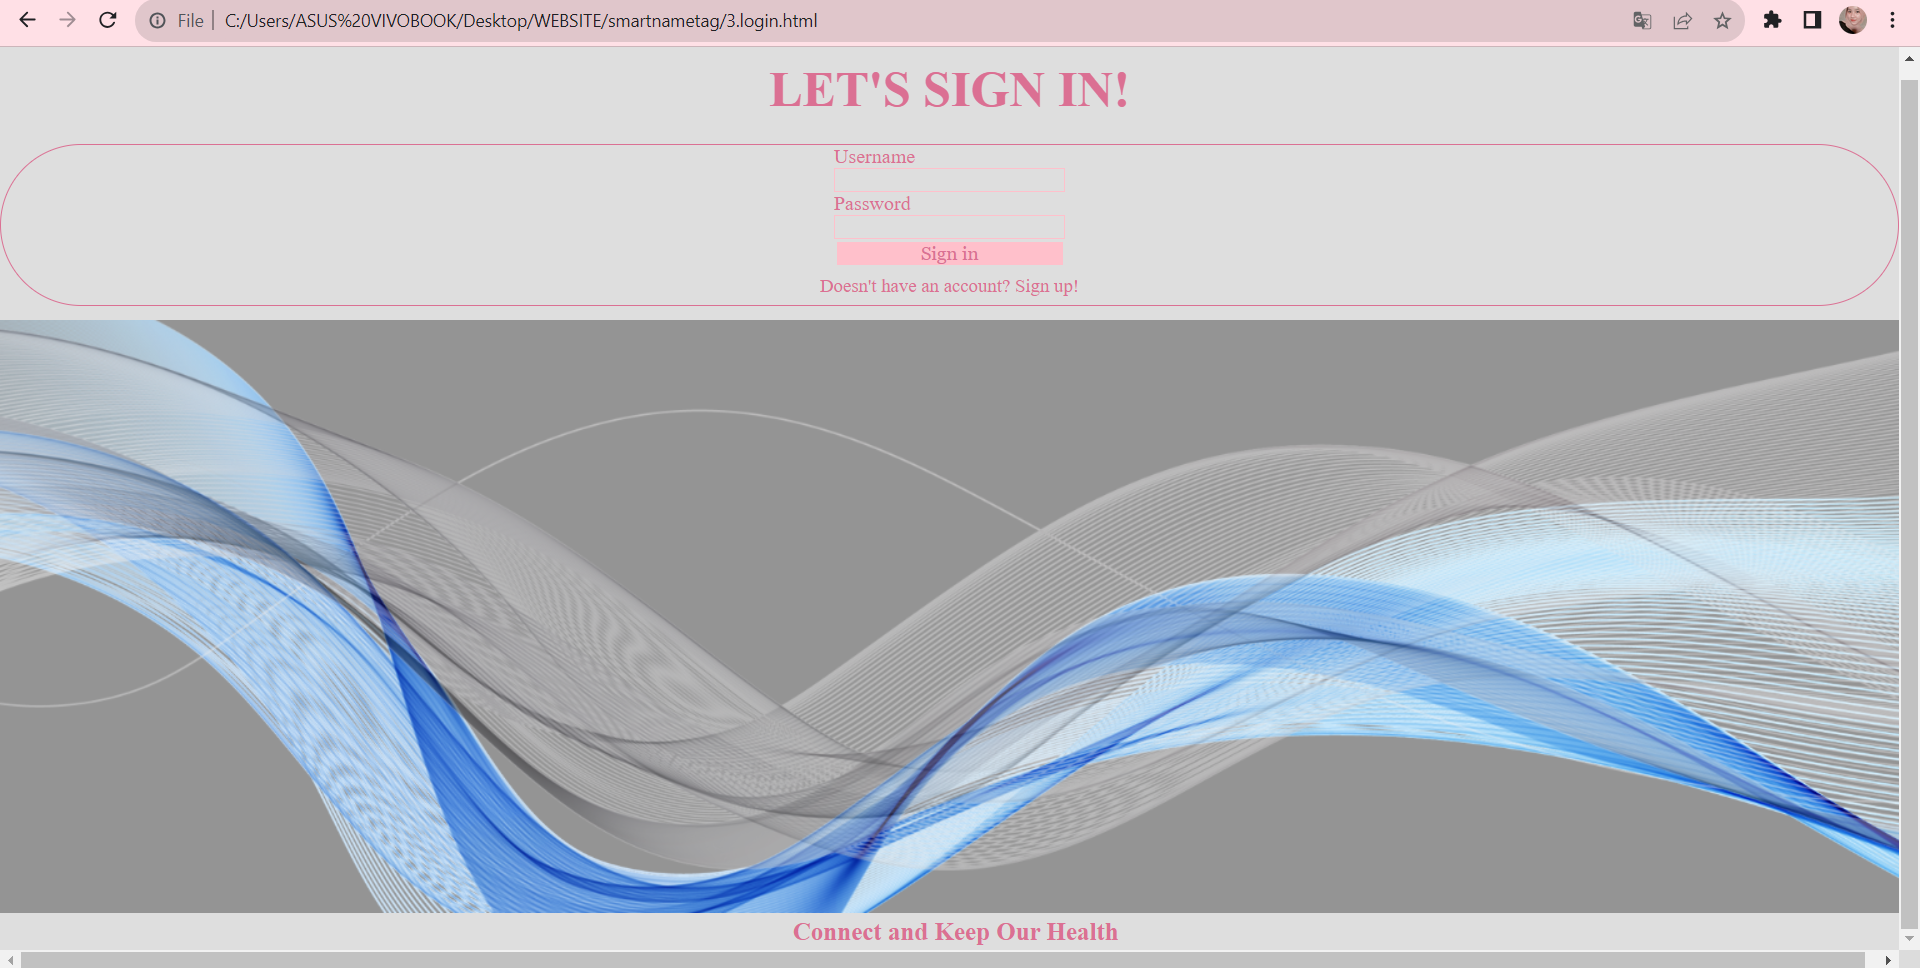 File | C:/Users/ASUS%20VIVOBOOK/Desktop/WEBSITE/smartnametag/3.login.html
LET'S SIGN IN!
Username
Password
Sign in
Doesn't have an account? Sign up!
Connect and Keep Our Health